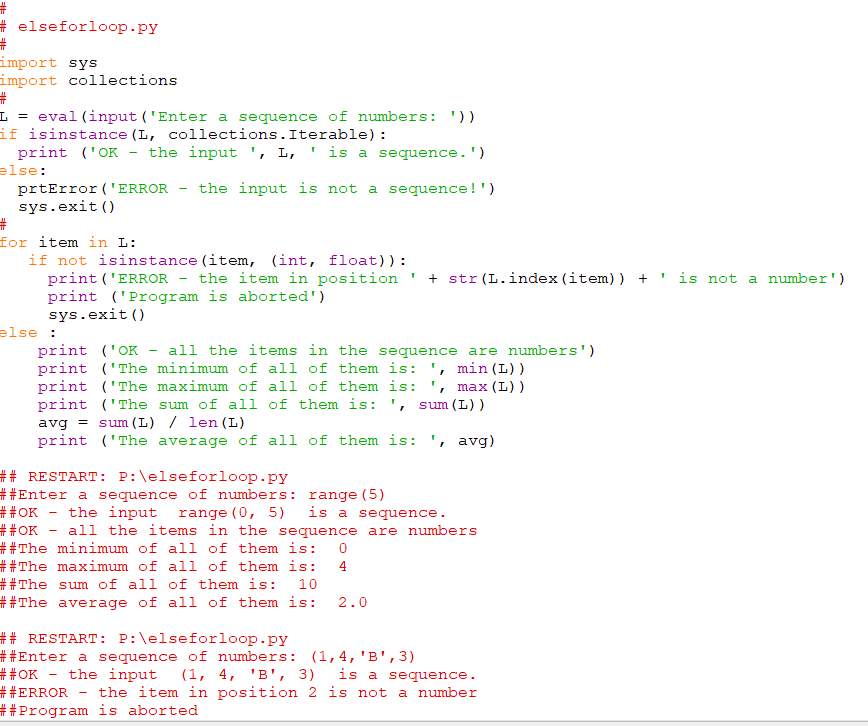 #
# elseforloop.py
#
import sys
import collections
#
L = eval(input('Enter a sequence of numbers: '))
if isinstance(L, collections.Iterable):
  print ('OK - the input ', L, ' is a sequence.')
else:
  prtError('ERROR - the input is not a sequence!')
  sys.exit()
#
for item in L:
   if not isinstance(item, (int, float)):
     print('ERROR - the item in position ' + str(L.index(item)) + ' is not a number')
     print ('Program is aborted')
     sys.exit()
else :
    print ('OK - all the items in the sequence are numbers')
    print ('The minimum of all of them is: ', min(L))
    print ('The maximum of all of them is: ', max(L))
    print ('The sum of all of them is: ', sum(L))
    avg = sum(L) / len(L)
    print ('The average of all of them is: ', avg)

## RESTART: P:\elseforloop.py
##Enter a sequence of numbers: range(5)
##OK - the input  range(0, 5)  is a sequence.
##OK - all the items in the sequence are numbers
##The minimum of all of them is:  0
##The maximum of all of them is:  4
##The sum of all of them is:  10
##The average of all of them is:  2.0

## RESTART: P:\elseforloop.py
##Enter a sequence of numbers: (1,4,'B',3)
##OK - the input  (1, 4, 'B', 3)  is a sequence.
##ERROR - the item in position 2 is not a number
##Program is aborted